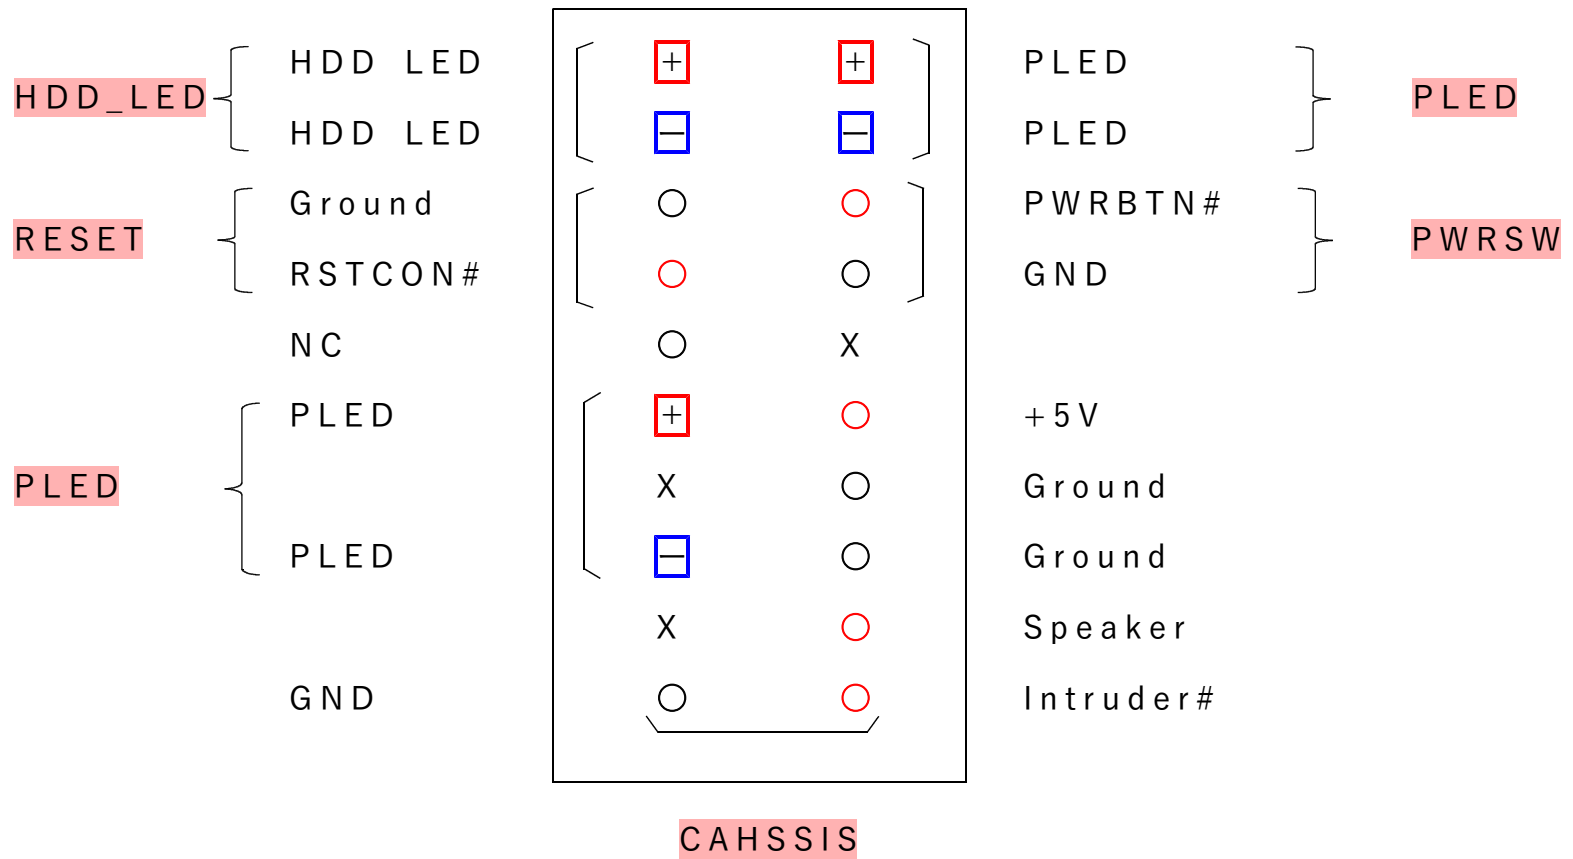 HDD LED + + PLED
HDD_LED PLED
HDD LED − − PLED
Ground PWRBTN#
RESET PWRSW
RSTCON# GND
NC X
PLED + +5V
PLED X Ground
PLED − Ground
X Speaker
GND Intruder#
CAHSSIS